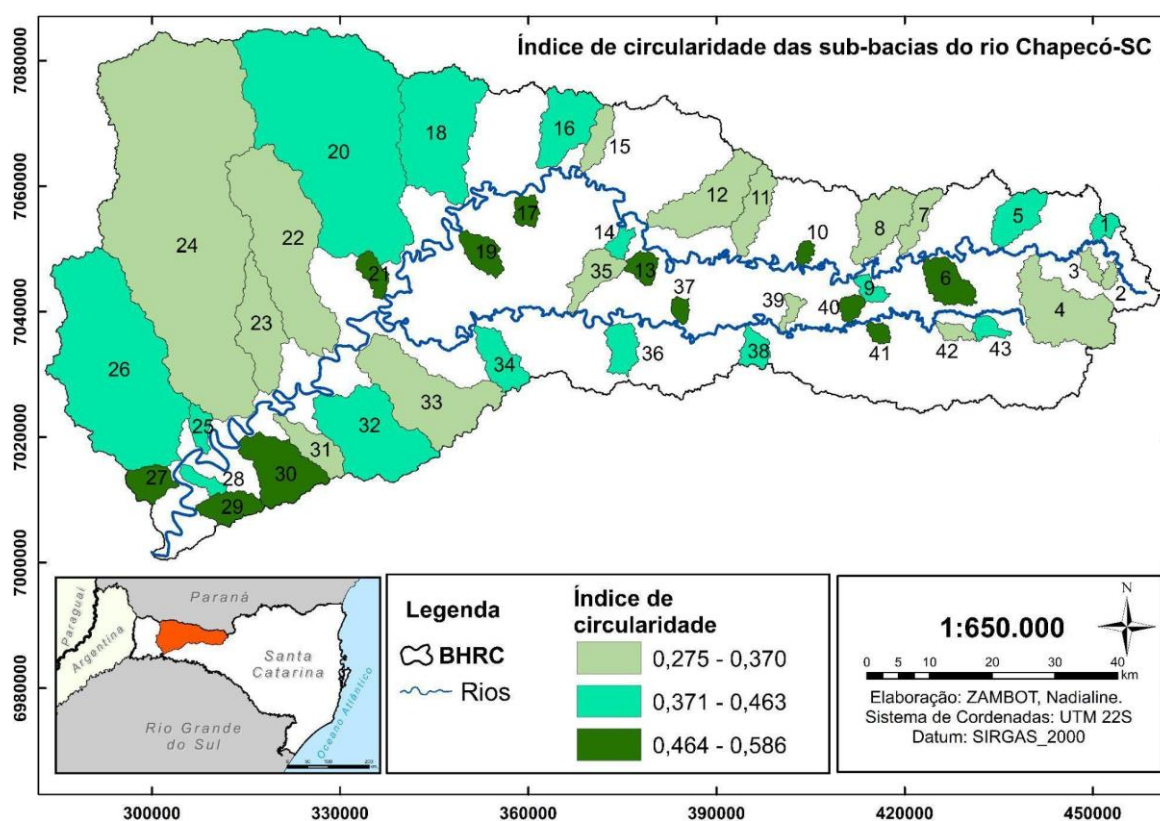 Índice de circularidade das sub-bacias do rio Chapecó-SC
7080000
7060000
7040000
7020000
7000000
6980000
24
20
18
16
15
22
12
11
8
7
5
1
17
10
14
19
21
35
13
6
3
2
9
4
37
39
40
23
26
41
42
43
34
36
38
33
32
25
31
27
28
30
29
Paraguai
Argentina
Paraná
Santa
Catarina
Rio Grande
do Sul
Oceano Atlântico
Legenda
BHRC
Rios
Índice de
circularidade
0,275 - 0,370
0,371 - 0,463
0,464 - 0,586
N
1:650.000
0 5 10 20 30 40
km
Elaboração: ZAMBOT, Nadialine.
Sistema de Cordenadas: UTM 22S
Datum: SIRGAS_2000
300000 330000 360000 390000 420000 450000